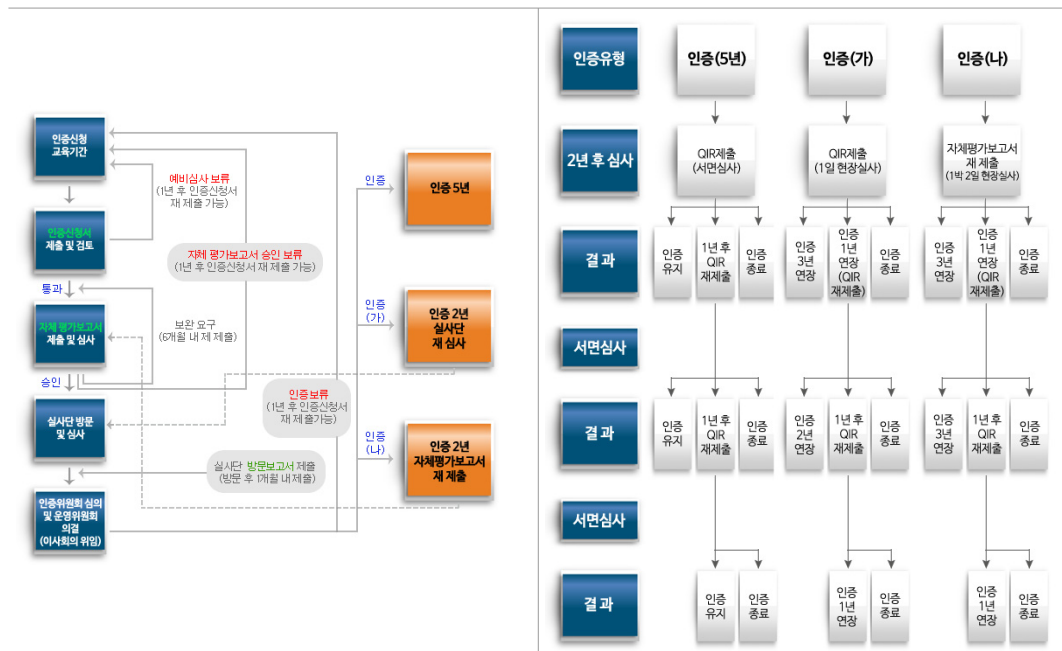 인증신청
교육기간
예비심사 보류
(1년 후 인증신청서
재 제출 가능)
인증신청서
제출 및 검토
자체 평가보고서 승인 보류
(1년 후 인증신청서 재 제출 가능)
통과
자체 평가보고서
제출 및 심사
보완 요구
(6개월 내 제 제출)
승인
실사단 방문
및 심사
인증보류
(1년 후 인증신청서
재 제출가능)
실사단 방문보고서 제출
(방문 후 1개월 내 제출)
인증위원회 심의
및 운영위원회
의결
(이사회의 위임)
인증
인증 5년
인증
(가)
인증 2년
실사단
재 심사
인증
(나)
인증 2년
자체평가보고서
재 제출
인증유형
인증(5년)
인증(가)
인증(나)
2년 후 심사
QIR제출
(서면심사)
QIR제출
(1일 현장실사)
자체평가보고서
재 제출
(1박 2일 현장실사)
결 과
인증
유지
1년 후
QIR
재제출
인증
종료
인증
3년
연장
인증
1년
연장
(QIR
재제출)
인증
종료
인증
3년
연장
인증
1년
연장
(QIR
재제출)
인증
종료
서면심사
결 과
인증
유지
1년 후
QIR
재제출
인증
종료
인증
2년
연장
1년 후
QIR
재제출
인증
종료
인증
3년
연장
1년 후
QIR
재제출
인증
종료
서면심사
결 과
인증
유지
인증
종료
인증
1년
연장
인증
종료
인증
1년
연장
인증
종료